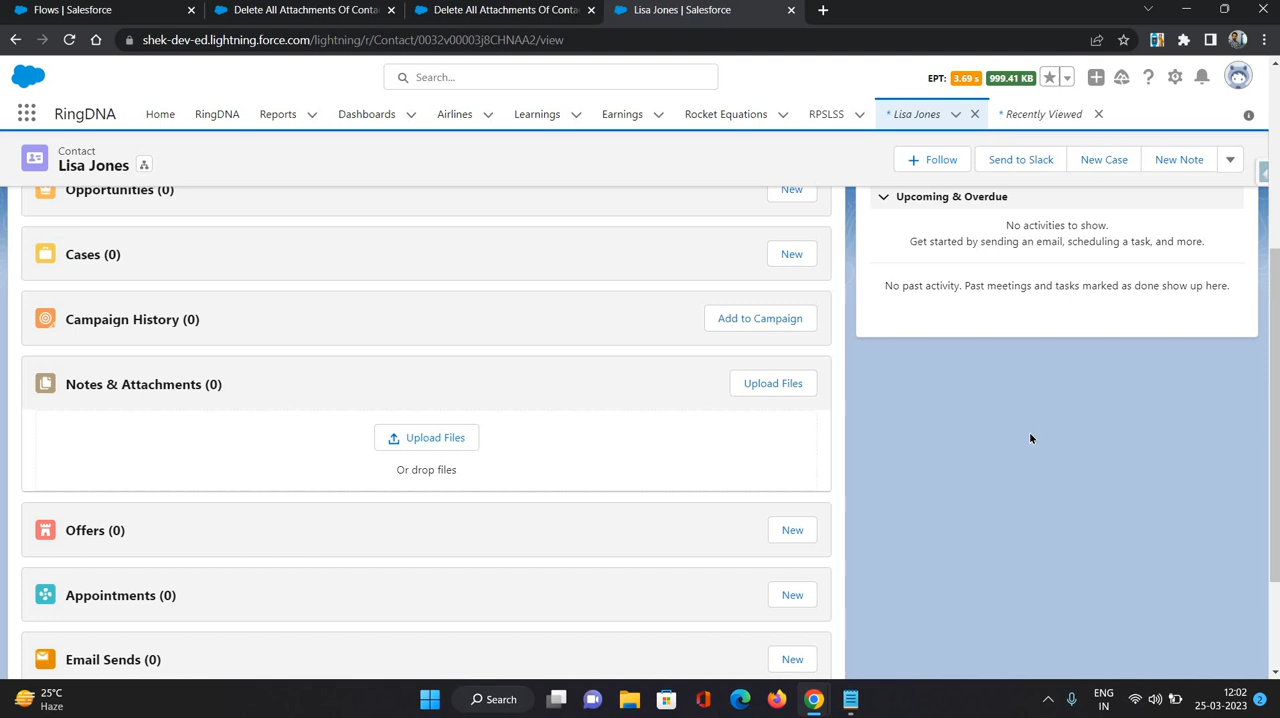 Flows | Salesforce
Delete All Attachments Of Conta
Delete All Attachments Of Conta
Lisa Jones | Salesforce
shek-dev-ed.lightning.force.com/lightning/r/Contact/0032v00003j8CHNAA2/view
Search...
EPT: 3.69 s 999.41 KB
RingDNA
Home
RingDNA
Reports
Dashboards
Airlines
Learnings
Earnings
Rocket Equations
RPSLSS
* Lisa Jones
* Recently Viewed
Contact
Lisa Jones
Follow
Send to Slack
New Case
New Note
Opportunities (0)
New
Upcoming & Overdue
No activities to show.
Get started by sending an email, scheduling a task, and more.
No past activity. Past meetings and tasks marked as done show up here.
Cases (0)
New
Campaign History (0)
Add to Campaign
Notes & Attachments (0)
Upload Files
Upload Files
Or drop files
Offers (0)
New
Appointments (0)
New
Email Sends (0)
New
25°C
Haze
Search
ENG
IN
12:02
25-03-2023
2